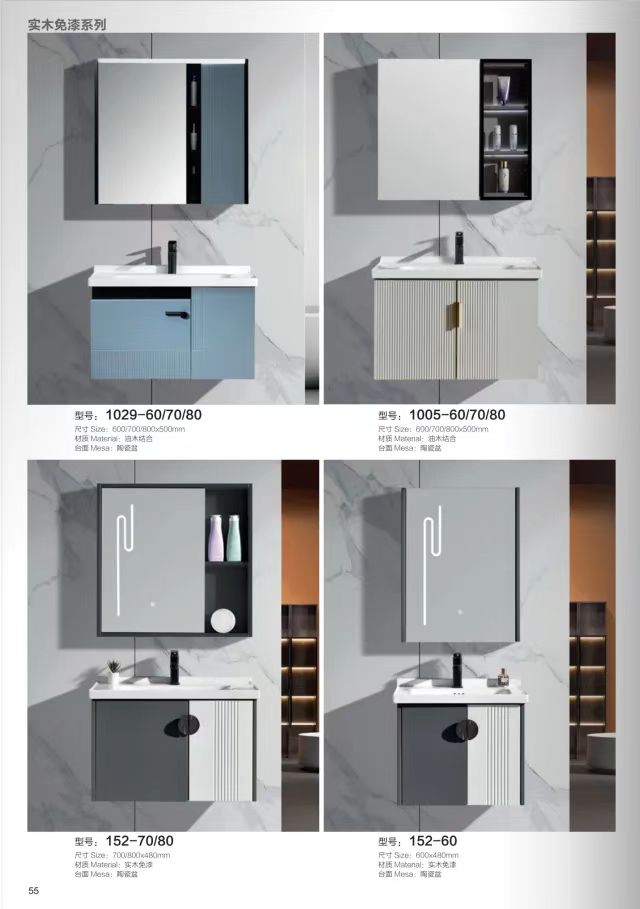 实木免漆系列
型号：1029-60/70/80
尺寸 Size：600/700/800x500mm
材质 Material：油木结合
台面 Mesa：陶瓷盆
型号：1005-60/70/80
尺寸 Size：600/700/800x500mm
材质 Material：油木结合
台面 Mesa：陶瓷盆
型号：152-70/80
尺寸 Size：700/800x480mm
材质 Material：实木免漆
台面 Mesa：陶瓷盆
型号：152-60
尺寸 Size：600x480mm
材质 Material：实木免漆
台面 Mesa：陶瓷盆
55